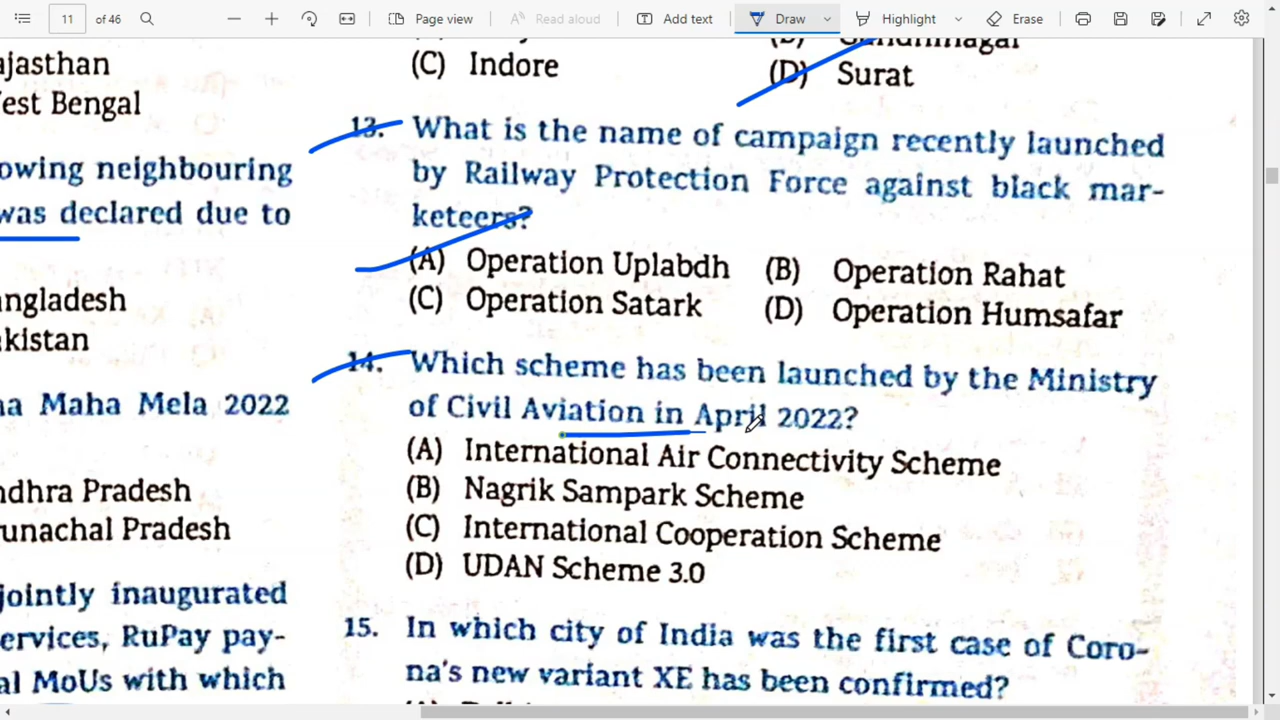 11 of 46 Page view Read aloud Add text Draw Highlight Erase
ajasthan
est Bengal
owing neighbouring
was declared due to
angladesh
kistan
na Maha Mela 2022
ndhra Pradesh
unachal Pradesh
jointly inaugurated
ervices, RuPay pay-
al MoUs with which
(C) Indore (D) Surat
13. What is the name of campaign recently launched
by Railway Protection Force against black mar-
keteers?
(A) Operation Uplabdh (B) Operation Rahat
(C) Operation Satark (D) Operation Humsafar
14. Which scheme has been launched by the Ministry
of Civil Aviation in April 2022?
(A) International Air Connectivity Scheme
(B) Nagrik Sampark Scheme
(C) International Cooperation Scheme
(D) UDAN Scheme 3.0
15. In which city of India was the first case of Coro-
na's new variant XE has been confirmed?